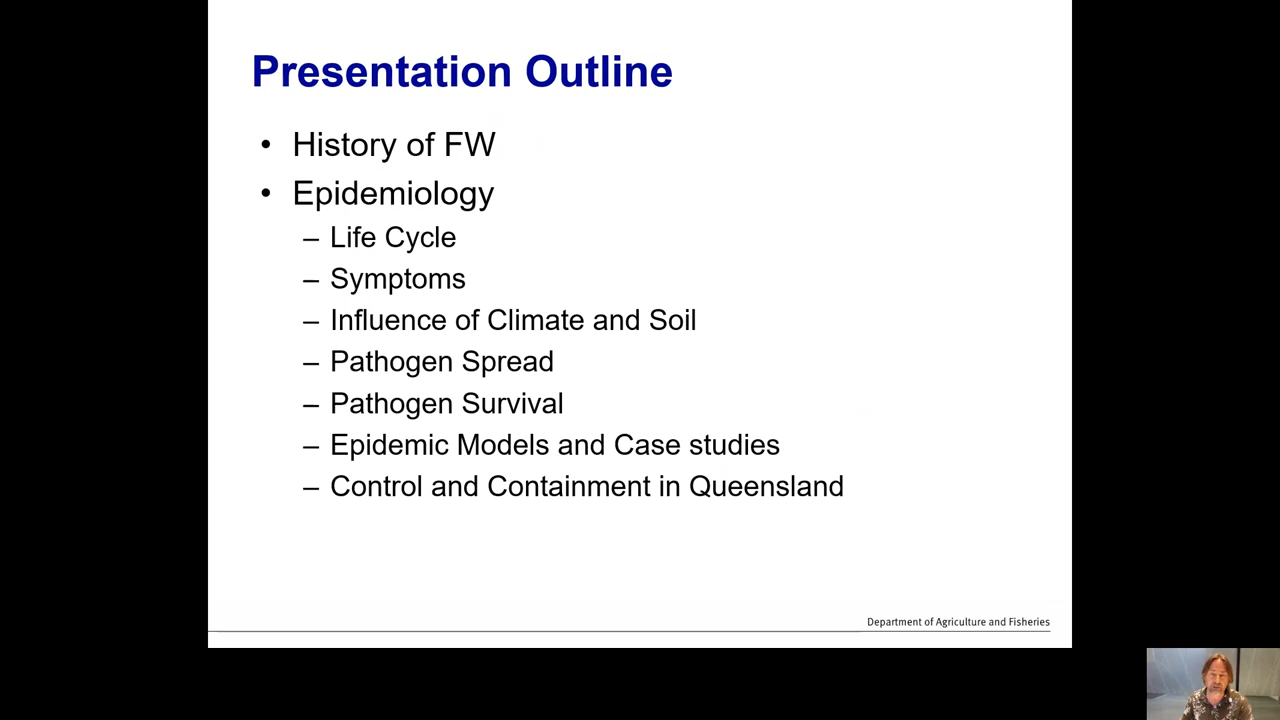 Presentation Outline
• History of FW
• Epidemiology
– Life Cycle
– Symptoms
– Influence of Climate and Soil
– Pathogen Spread
– Pathogen Survival
– Epidemic Models and Case studies
– Control and Containment in Queensland
Department of Agriculture and Fisheries